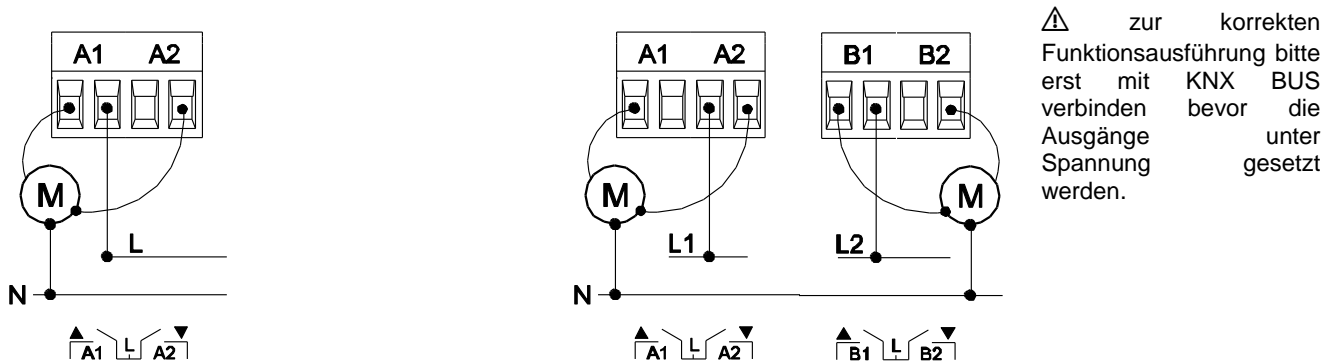 A1 A2
M
L
N
A1 L A2
A1 A2
B1 B2
M
M
L1
L2
N
A1 L A2
B1 L B2
⚠ zur korrekten
Funktionsausführung bitte
erst mit KNX BUS
verbinden bevor die
Ausgänge unter
Spannung gesetzt
werden.